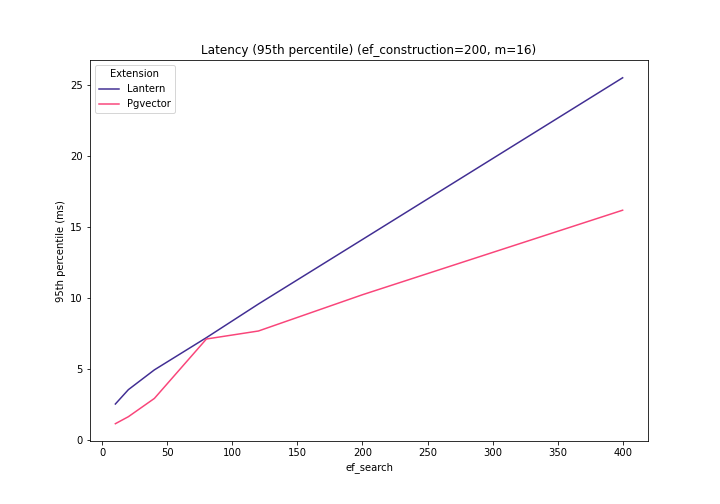 Latency (95th percentile) (ef_construction=200, m=16)
Extension
Lantern
Pgvector
95th percentile (ms)
25
20
15
10
5
0
0 50 100 150 200 250 300 350 400
ef_search